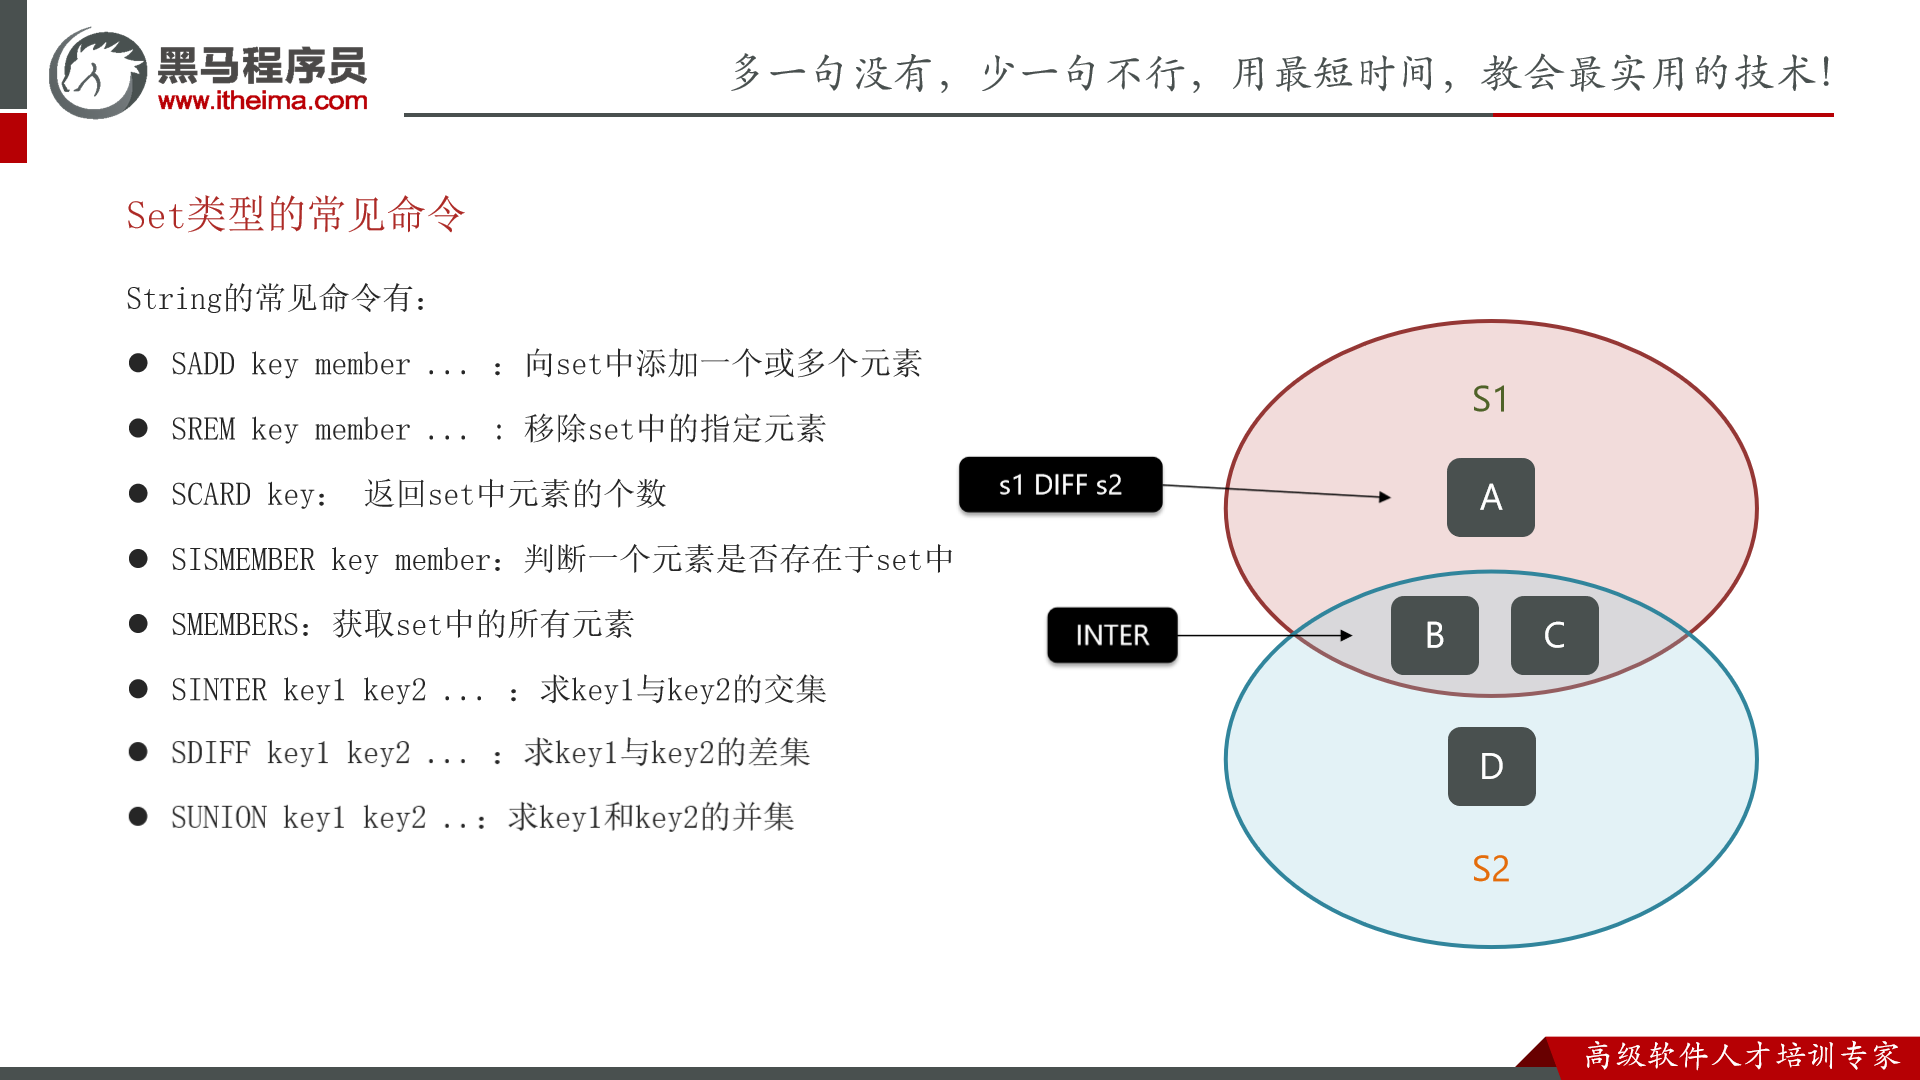 黑马程序员
www.itheima.com
多一句没有，少一句不行，用最短时间，教会最实用的技术！
Set类型的常见命令
String的常见命令有：
● SADD key member ... ：向set中添加一个或多个元素
● SREM key member ... : 移除set中的指定元素
● SCARD key： 返回set中元素的个数
● SISMEMBER key member：判断一个元素是否存在于set中
● SMEMBERS：获取set中的所有元素
● SINTER key1 key2 ... ：求key1与key2的交集
● SDIFF key1 key2 ... ：求key1与key2的差集
● SUNION key1 key2 ..：求key1和key2的并集
S1
A
s1 DIFF s2
INTER
B C
D
S2
高级软件人才培训专家